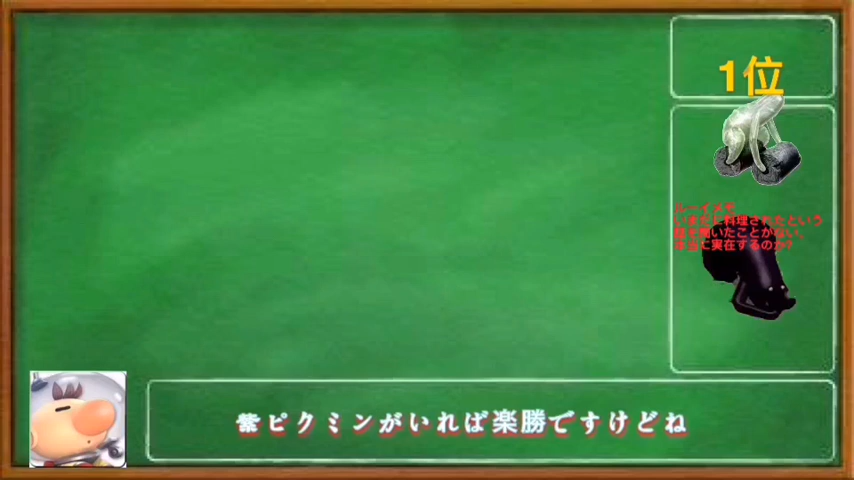 1位
ルーイメモ
いまだに料理されたという
話を聞いたことがない、
本当に実在するのか?
紫ピクミンがいれば楽勝ですけどね